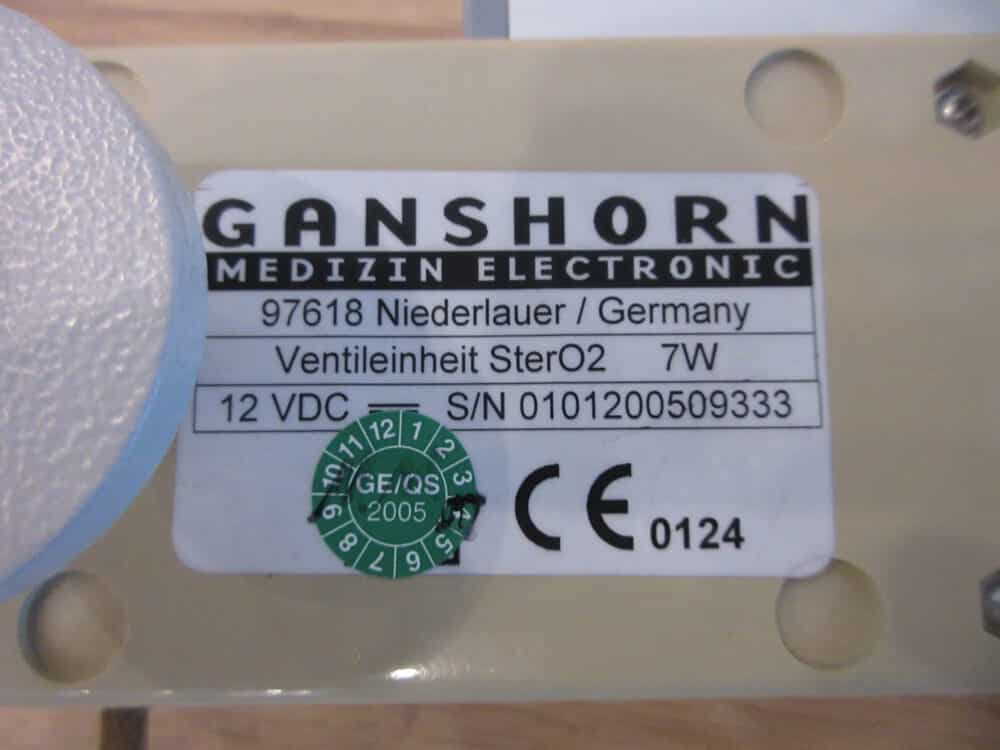 GANSHORN
MEDIZIN ELECTRONIC
97618 Niederlauer / Germany
Ventileinheit SterO2 7W
12 VDC S/N 0101200509333
12 1 2 3 4 5 6 7 8 9 10 11
GE/QS
2005
CE 0124